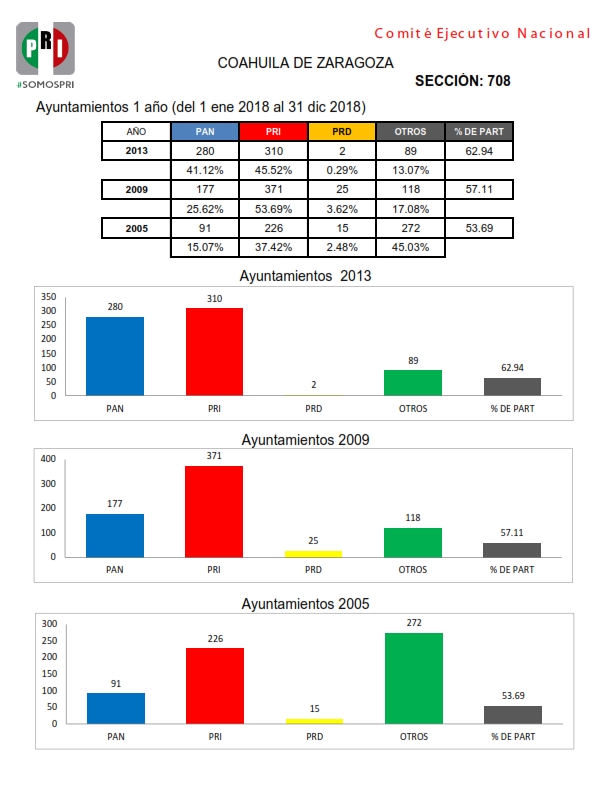 Comité Ejecutivo Nacional
PRI
#SOMOSPRI
COAHUILA DE ZARAGOZA
SECCIÓN: 708
Ayuntamientos 1 año (del 1 ene 2018 al 31 dic 2018)
AÑO PAN PRI PRD OTROS % DE PART
2013 280 310 2 89 62.94
41.12% 45.52% 0.29% 13.07%
2009 177 371 25 118 57.11
25.62% 53.69% 3.62% 17.08%
2005 91 226 15 272 53.69
15.07% 37.42% 2.48% 45.03%
Ayuntamientos 2013
350
300
250
200
150
100
50
0
280 310 2 89 62.94
PAN PRI PRD OTROS % DE PART
Ayuntamientos 2009
400
300
200
100
0
177 371 25 118 57.11
PAN PRI PRD OTROS % DE PART
Ayuntamientos 2005
300
250
200
150
100
50
0
91 226 15 272 53.69
PAN PRI PRD OTROS % DE PART